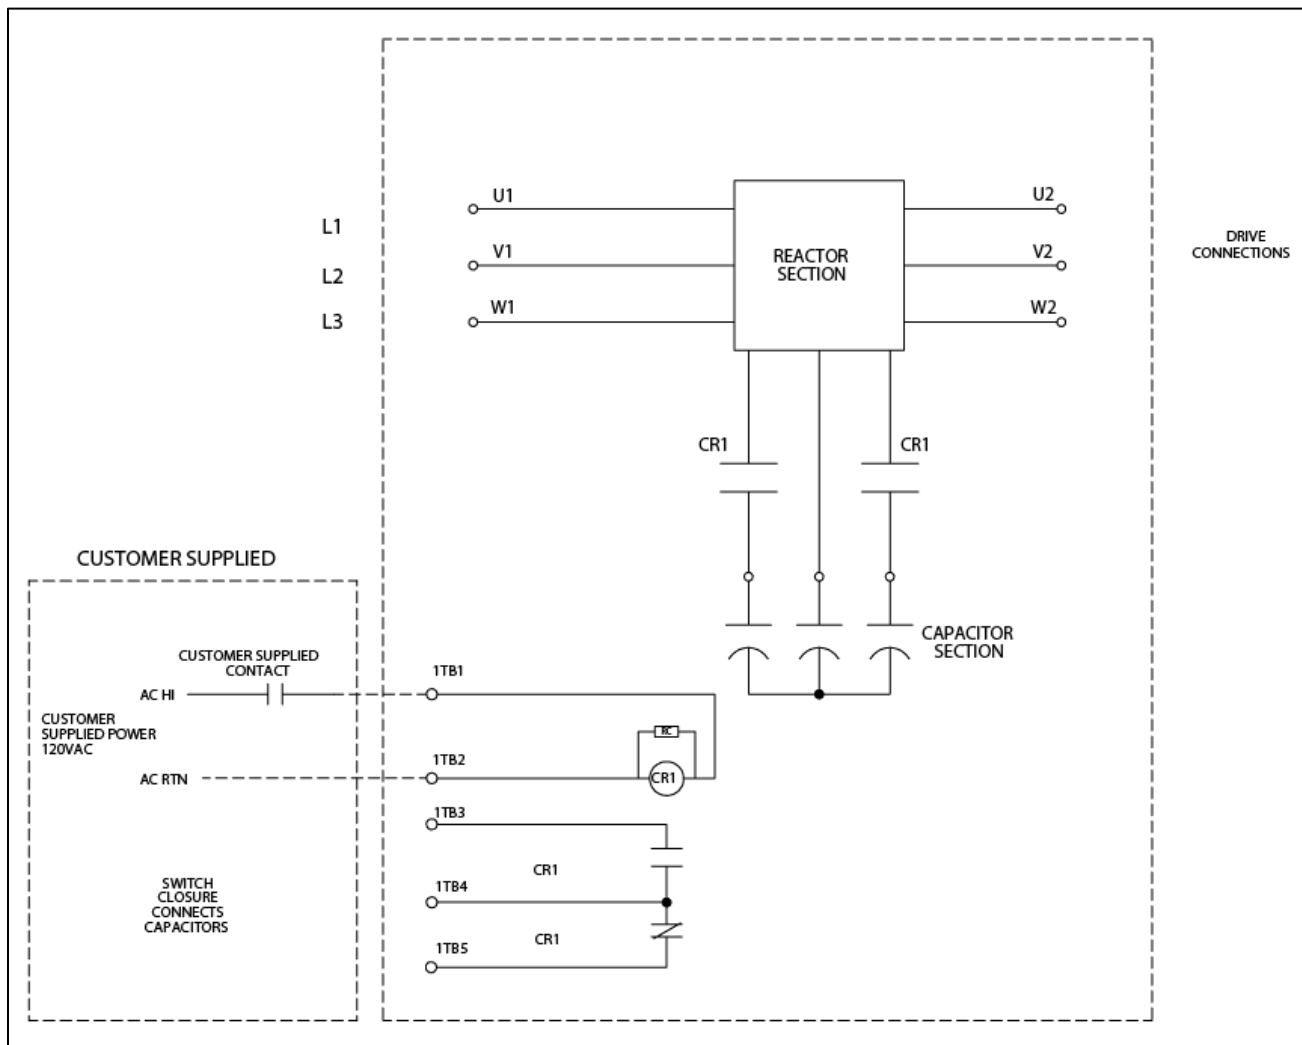 U1
U2
L1
V1
V2
L2
W1
W2
L3
REACTOR
SECTION
DRIVE
CONNECTIONS
CR1
CR1
CUSTOMER SUPPLIED
CAPACITOR
SECTION
CUSTOMER SUPPLIED
CONTACT
AC HI
1TB1
CUSTOMER
SUPPLIED POWER
120VAC
RC
AC RTN
1TB2
CR1
1TB3
CR1
SWITCH
CLOSURE
CONNECTS
CAPACITORS
1TB4
CR1
1TB5